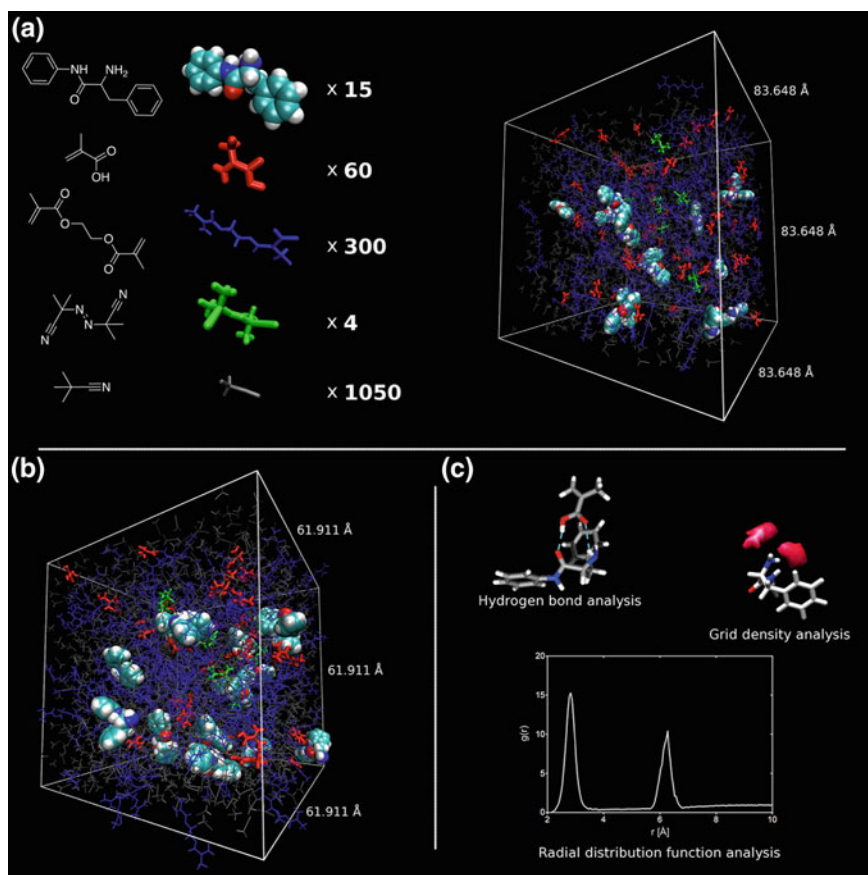 (a)
NH
NH₂
O
x 15
O
OH
x 60
O
O
O
O
x 300
N
N
N
N
x 4
N
x 1050
83.648 Å
83.648 Å
83.648 Å
(b)
61.911 Å
61.911 Å
61.911 Å
(c)
Hydrogen bond analysis
Grid density analysis
20
15
10
5
0
g(r)
2
4
6
8
10
r [Å]
Radial distribution function analysis